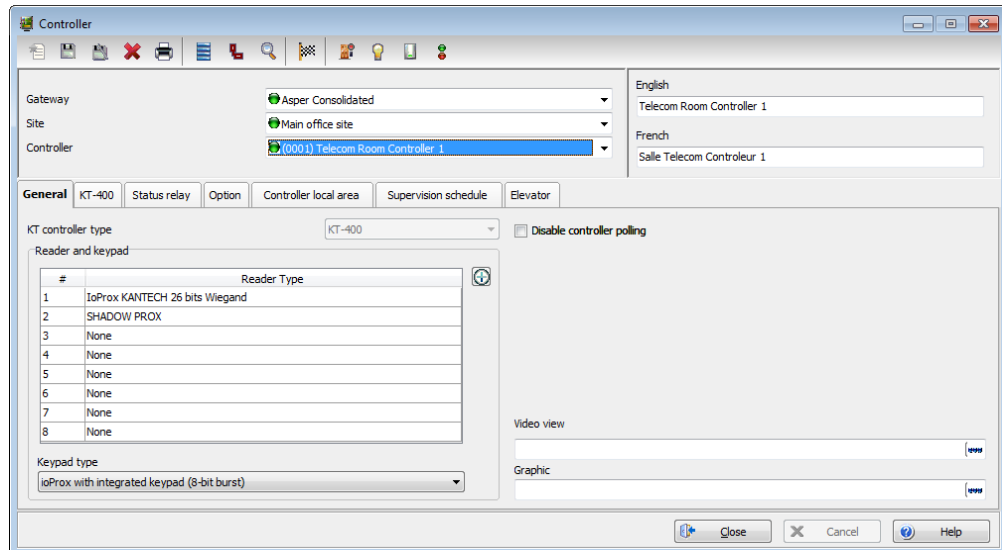 Controller
Gateway
Asper Consolidated
Site
Main office site
Controller
(0001) Telecom Room Controller 1
English
Telecom Room Controller 1
French
Salle Telecom Controleur 1
General KT-400 Status relay Option Controller local area Supervision schedule Elevator
KT controller type
KT-400
Disable controller polling
Reader and keypad
# Reader Type
1 IoProx KANTECH 26 bits Wiegand
2 SHADOW PROX
3 None
4 None
5 None
6 None
7 None
8 None
Keypad type
ioProx with integrated keypad (8-bit burst)
Video view
Graphic
Close Cancel Help